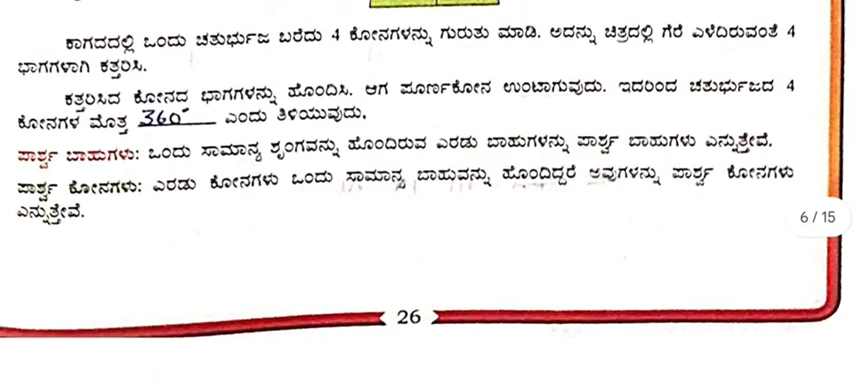 ಕಾಗದದಲ್ಲಿ ಒಂದು ಚತುರ್ಭುಜ ಬರೆದು 4 ಕೋನಗಳನ್ನು ಗುರುತು ಮಾಡಿ. ಅದನ್ನು ಚಿತ್ರದಲ್ಲಿ ಗೆರೆ ಎಳೆದಿರುವಂತೆ 4
ಭಾಗಗಳಾಗಿ ಕತ್ತರಿಸಿ.
ಕತ್ತರಿಸಿದ ಕೋನದ ಭಾಗಗಳನ್ನು ಹೊಂದಿಸಿ. ಆಗ ಪೂರ್ಣಕೋನ ಉಂಟಾಗುವುದು. ಇದರಿಂದ ಚತುರ್ಭುಜದ 4
ಕೋನಗಳ ಮೊತ್ತ 360° ಎಂದು ತಿಳಿಯುವುದು.
ಪಾರ್ಶ್ವ ಬಾಹುಗಳು: ಒಂದು ಸಾಮಾನ್ಯ ಶೃಂಗವನ್ನು ಹೊಂದಿರುವ ಎರಡು ಬಾಹುಗಳನ್ನು ಪಾರ್ಶ್ವ ಬಾಹುಗಳು ಎನ್ನುತ್ತೇವೆ.
ಪಾರ್ಶ್ವ ಕೋನಗಳು: ಎರಡು ಕೋನಗಳು ಒಂದು ಸಾಮಾನ್ಯ ಬಾಹುವನ್ನು ಹೊಂದಿದ್ದರೆ ಅವುಗಳನ್ನು ಪಾರ್ಶ್ವ ಕೋನಗಳು
ಎನ್ನುತ್ತೇವೆ.
6 / 15
26